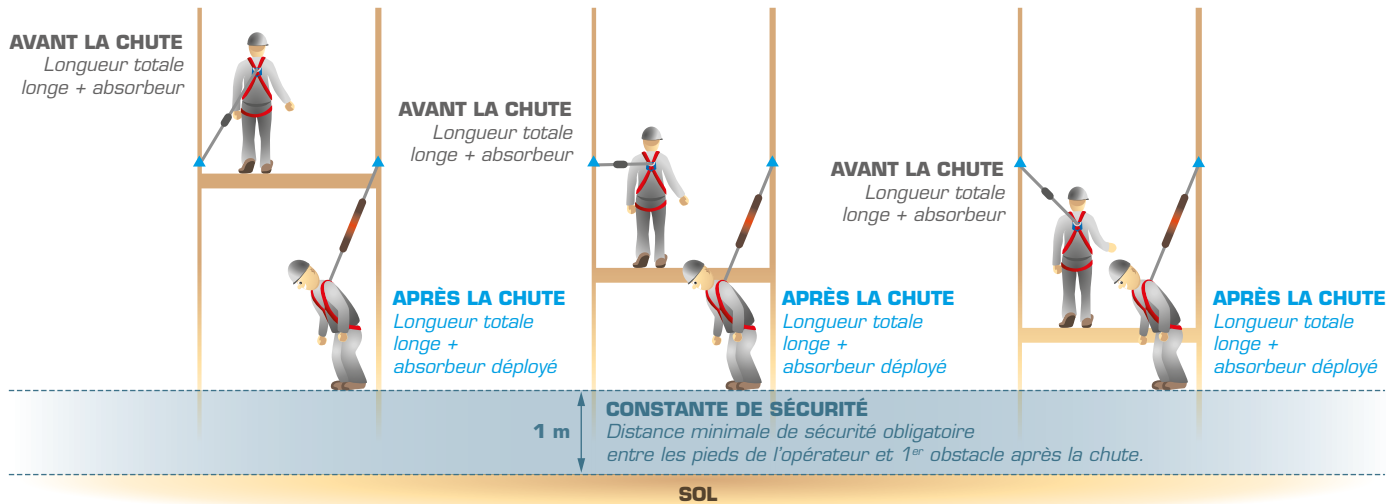 AVANT LA CHUTE
Longueur totale
longe + absorbeur
AVANT LA CHUTE
Longueur totale
longe + absorbeur
AVANT LA CHUTE
Longueur totale
longe + absorbeur
APRÈS LA CHUTE
Longueur totale
longe +
absorbeur déployé
APRÈS LA CHUTE
Longueur totale
longe +
absorbeur déployé
APRÈS LA CHUTE
Longueur totale
longe +
absorbeur déployé
1 m
CONSTANTE DE SÉCURITÉ
Distance minimale de sécurité obligatoire
entre les pieds de l’opérateur et 1er obstacle après la chute.
SOL